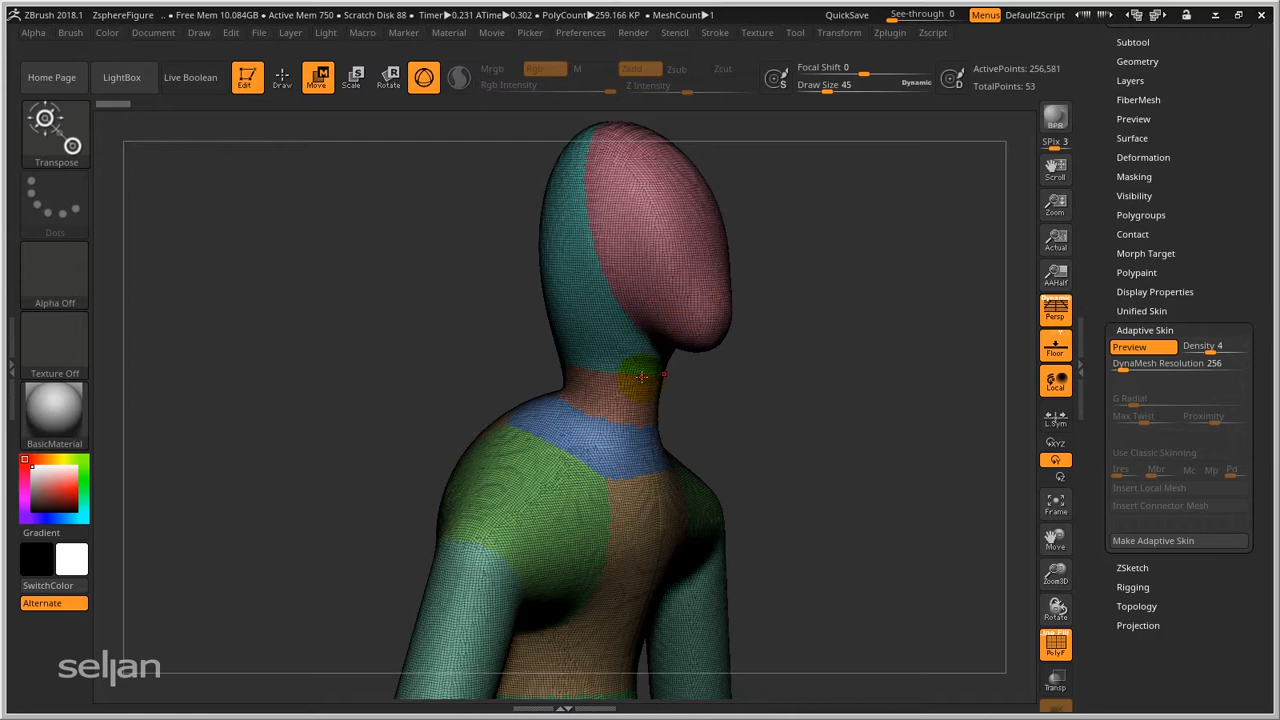 ZBrush 2018.1 ZsphereFigure .. • Free Mem 10.084GB • Active Mem 750 • Scratch Disk 88 • Timer▶0.231 ATime▶0.302 • PolyCount▶259.166 KP • MeshCount▶1 QuickSave See-through 0 Menus DefaultZScript
Alpha Brush Color Document Draw Edit File Layer Light Macro Marker Material Movie Picker Preferences Render Stencil Stroke Texture Tool Transform Zplugin Zscript
Home Page LightBox Live Boolean Edit Draw Move Scale Rotate
Mrgb Rgb M Zadd Zsub Zcut
Rgb Intensity Z Intensity
S Focal Shift 0
Draw Size 45 Dynamic
D ActivePoints: 256,581
TotalPoints: 53
Transpose
Dots
Alpha Off
Texture Off
BasicMaterial
Gradient
SwitchColor
Alternate
BPR
SPix 3
Scroll
Zoom
Actual
AAHalf
Persp
Floor
Local
L.Sym
Frame
Move
Zoom3D
Rotate
PolyF
Transp
Subtool
Geometry
Layers
FiberMesh
Preview
Surface
Deformation
Masking
Visibility
Polygroups
Contact
Morph Target
Polypaint
Display Properties
Unified Skin
Adaptive Skin
Preview Density 4
DynaMesh Resolution 256
G Radial
Max Twist Proximity
Use Classic Skinning
Ires Mbr Mc Mp Pd
Insert Local Mesh
Insert Connector Mesh
Make Adaptive Skin
ZSketch
Rigging
Topology
Projection
seljan